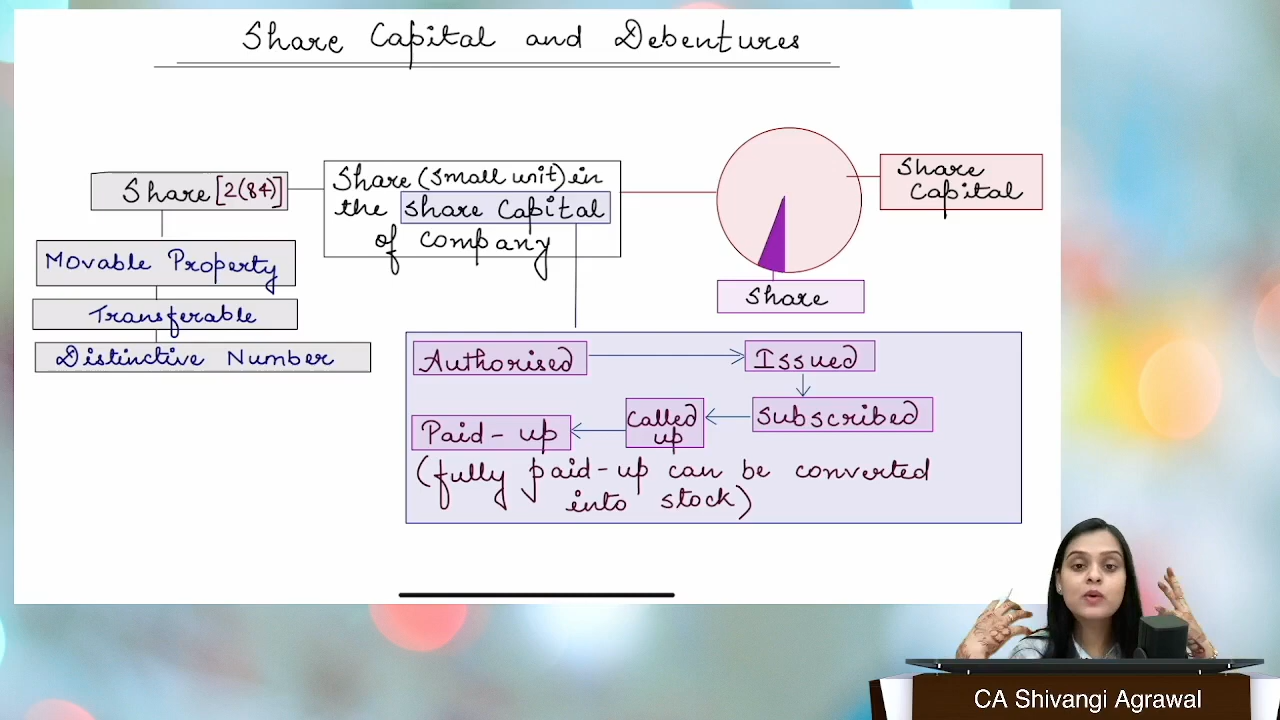 Share Capital and Debentures
Share [2(84)]
Movable Property
Transferable
Distinctive Number
Share (small unit) in
the Share Capital
of company
Share
Capital
Share
Authorised
Issued
Subscribed
Called
up
Paid-up
(fully paid-up can be converted
into stock)
CA Shivangi Agrawal